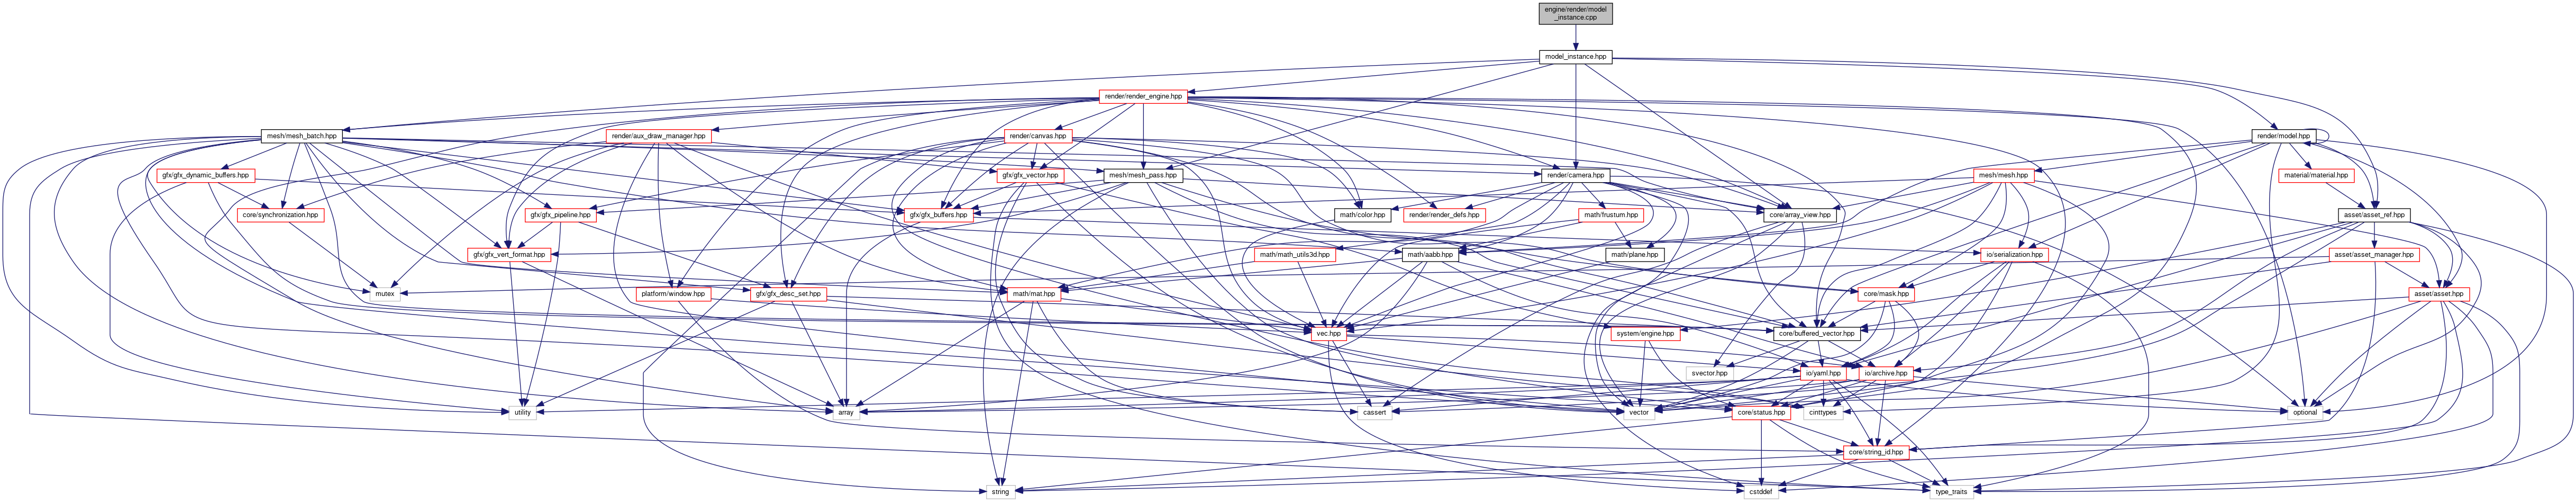 engine/render/model
_instance.cpp
model_instance.hpp
render/render_engine.hpp
mesh/mesh_batch.hpp
render/aux_draw_manager.hpp
render/canvas.hpp
render/model.hpp
gfx/gfx_dynamic_buffers.hpp
gfx/gfx_vector.hpp
mesh/mesh_pass.hpp
render/camera.hpp
mesh/mesh.hpp
material/material.hpp
core/synchronization.hpp
gfx/gfx_pipeline.hpp
gfx/gfx_buffers.hpp
math/color.hpp
render/render_defs.hpp
math/frustum.hpp
core/array_view.hpp
asset/asset_ref.hpp
gfx/gfx_vert_format.hpp
math/math_utils3d.hpp
math/aabb.hpp
math/plane.hpp
io/serialization.hpp
asset/asset_manager.hpp
mutex
platform/window.hpp
gfx/gfx_desc_set.hpp
math/mat.hpp
core/mask.hpp
asset/asset.hpp
vec.hpp
system/engine.hpp
core/buffered_vector.hpp
svector.hpp
io/yaml.hpp
io/archive.hpp
utility
array
cassert
vector
core/status.hpp
cinttypes
optional
core/string_id.hpp
string
cstddef
type_traits